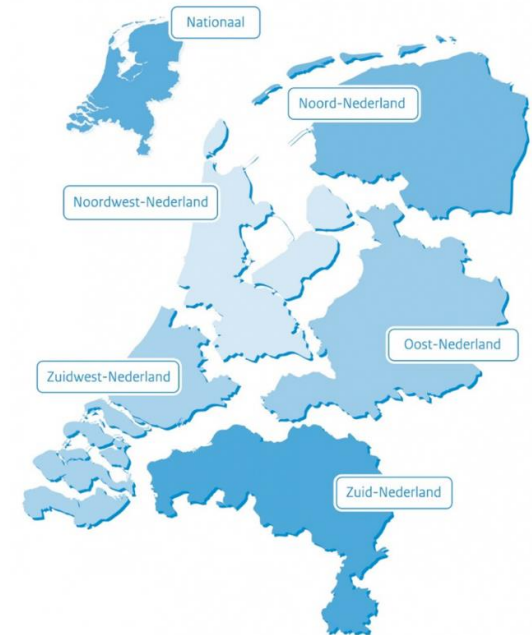 Nationaal
Noord-Nederland
Noordwest-Nederland
Oost-Nederland
Zuidwest-Nederland
Zuid-Nederland